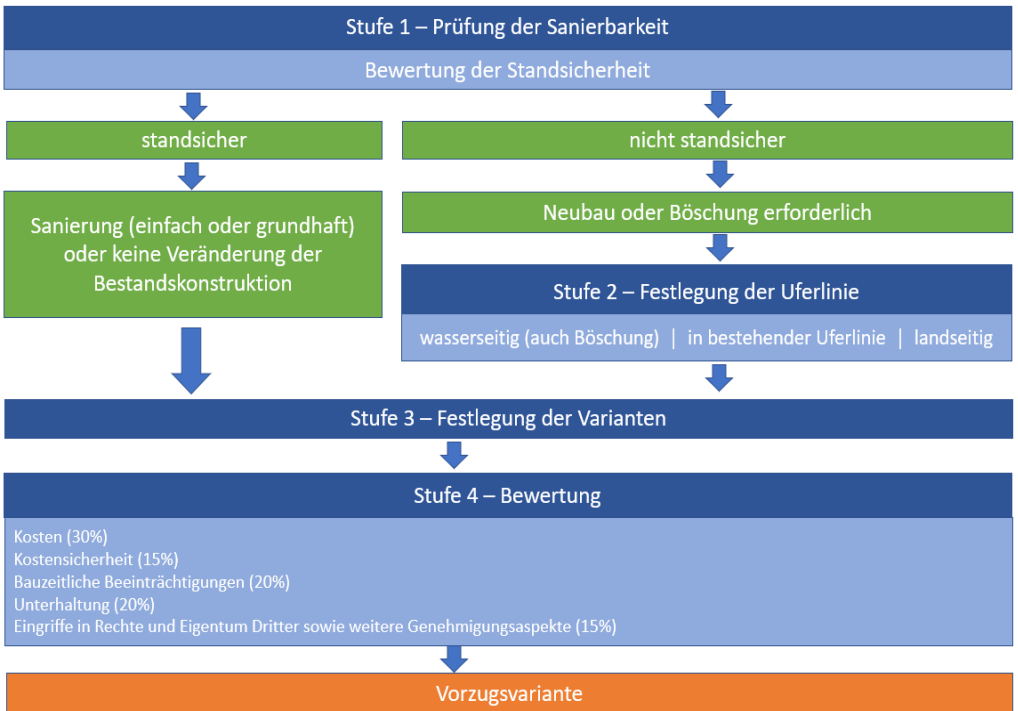 Stufe 1 – Prüfung der Sanierbarkeit
Bewertung der Standsicherheit
standsicher
nicht standsicher
Sanierung (einfach oder grundhaft)
oder keine Veränderung der
Bestandskonstruktion
Neubau oder Böschung erforderlich
Stufe 2 – Festlegung der Uferlinie
wasserseitig (auch Böschung) | in bestehender Uferlinie | landseitig
Stufe 3 – Festlegung der Varianten
Stufe 4 – Bewertung
Kosten (30%)
Kostensicherheit (15%)
Bauzeitliche Beeinträchtigungen (20%)
Unterhaltung (20%)
Eingriffe in Rechte und Eigentum Dritter sowie weitere Genehmigungsaspekte (15%)
Vorzugsvariante